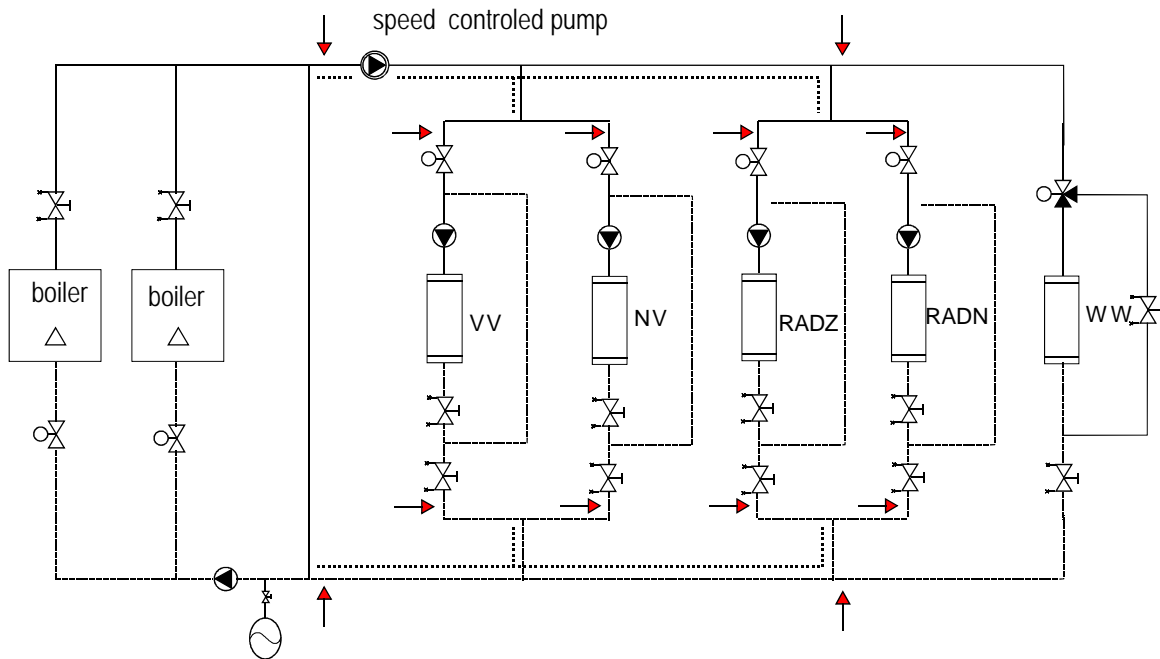 speed controled pump
boiler
boiler
VV
NV
RADZ
RADN
WW